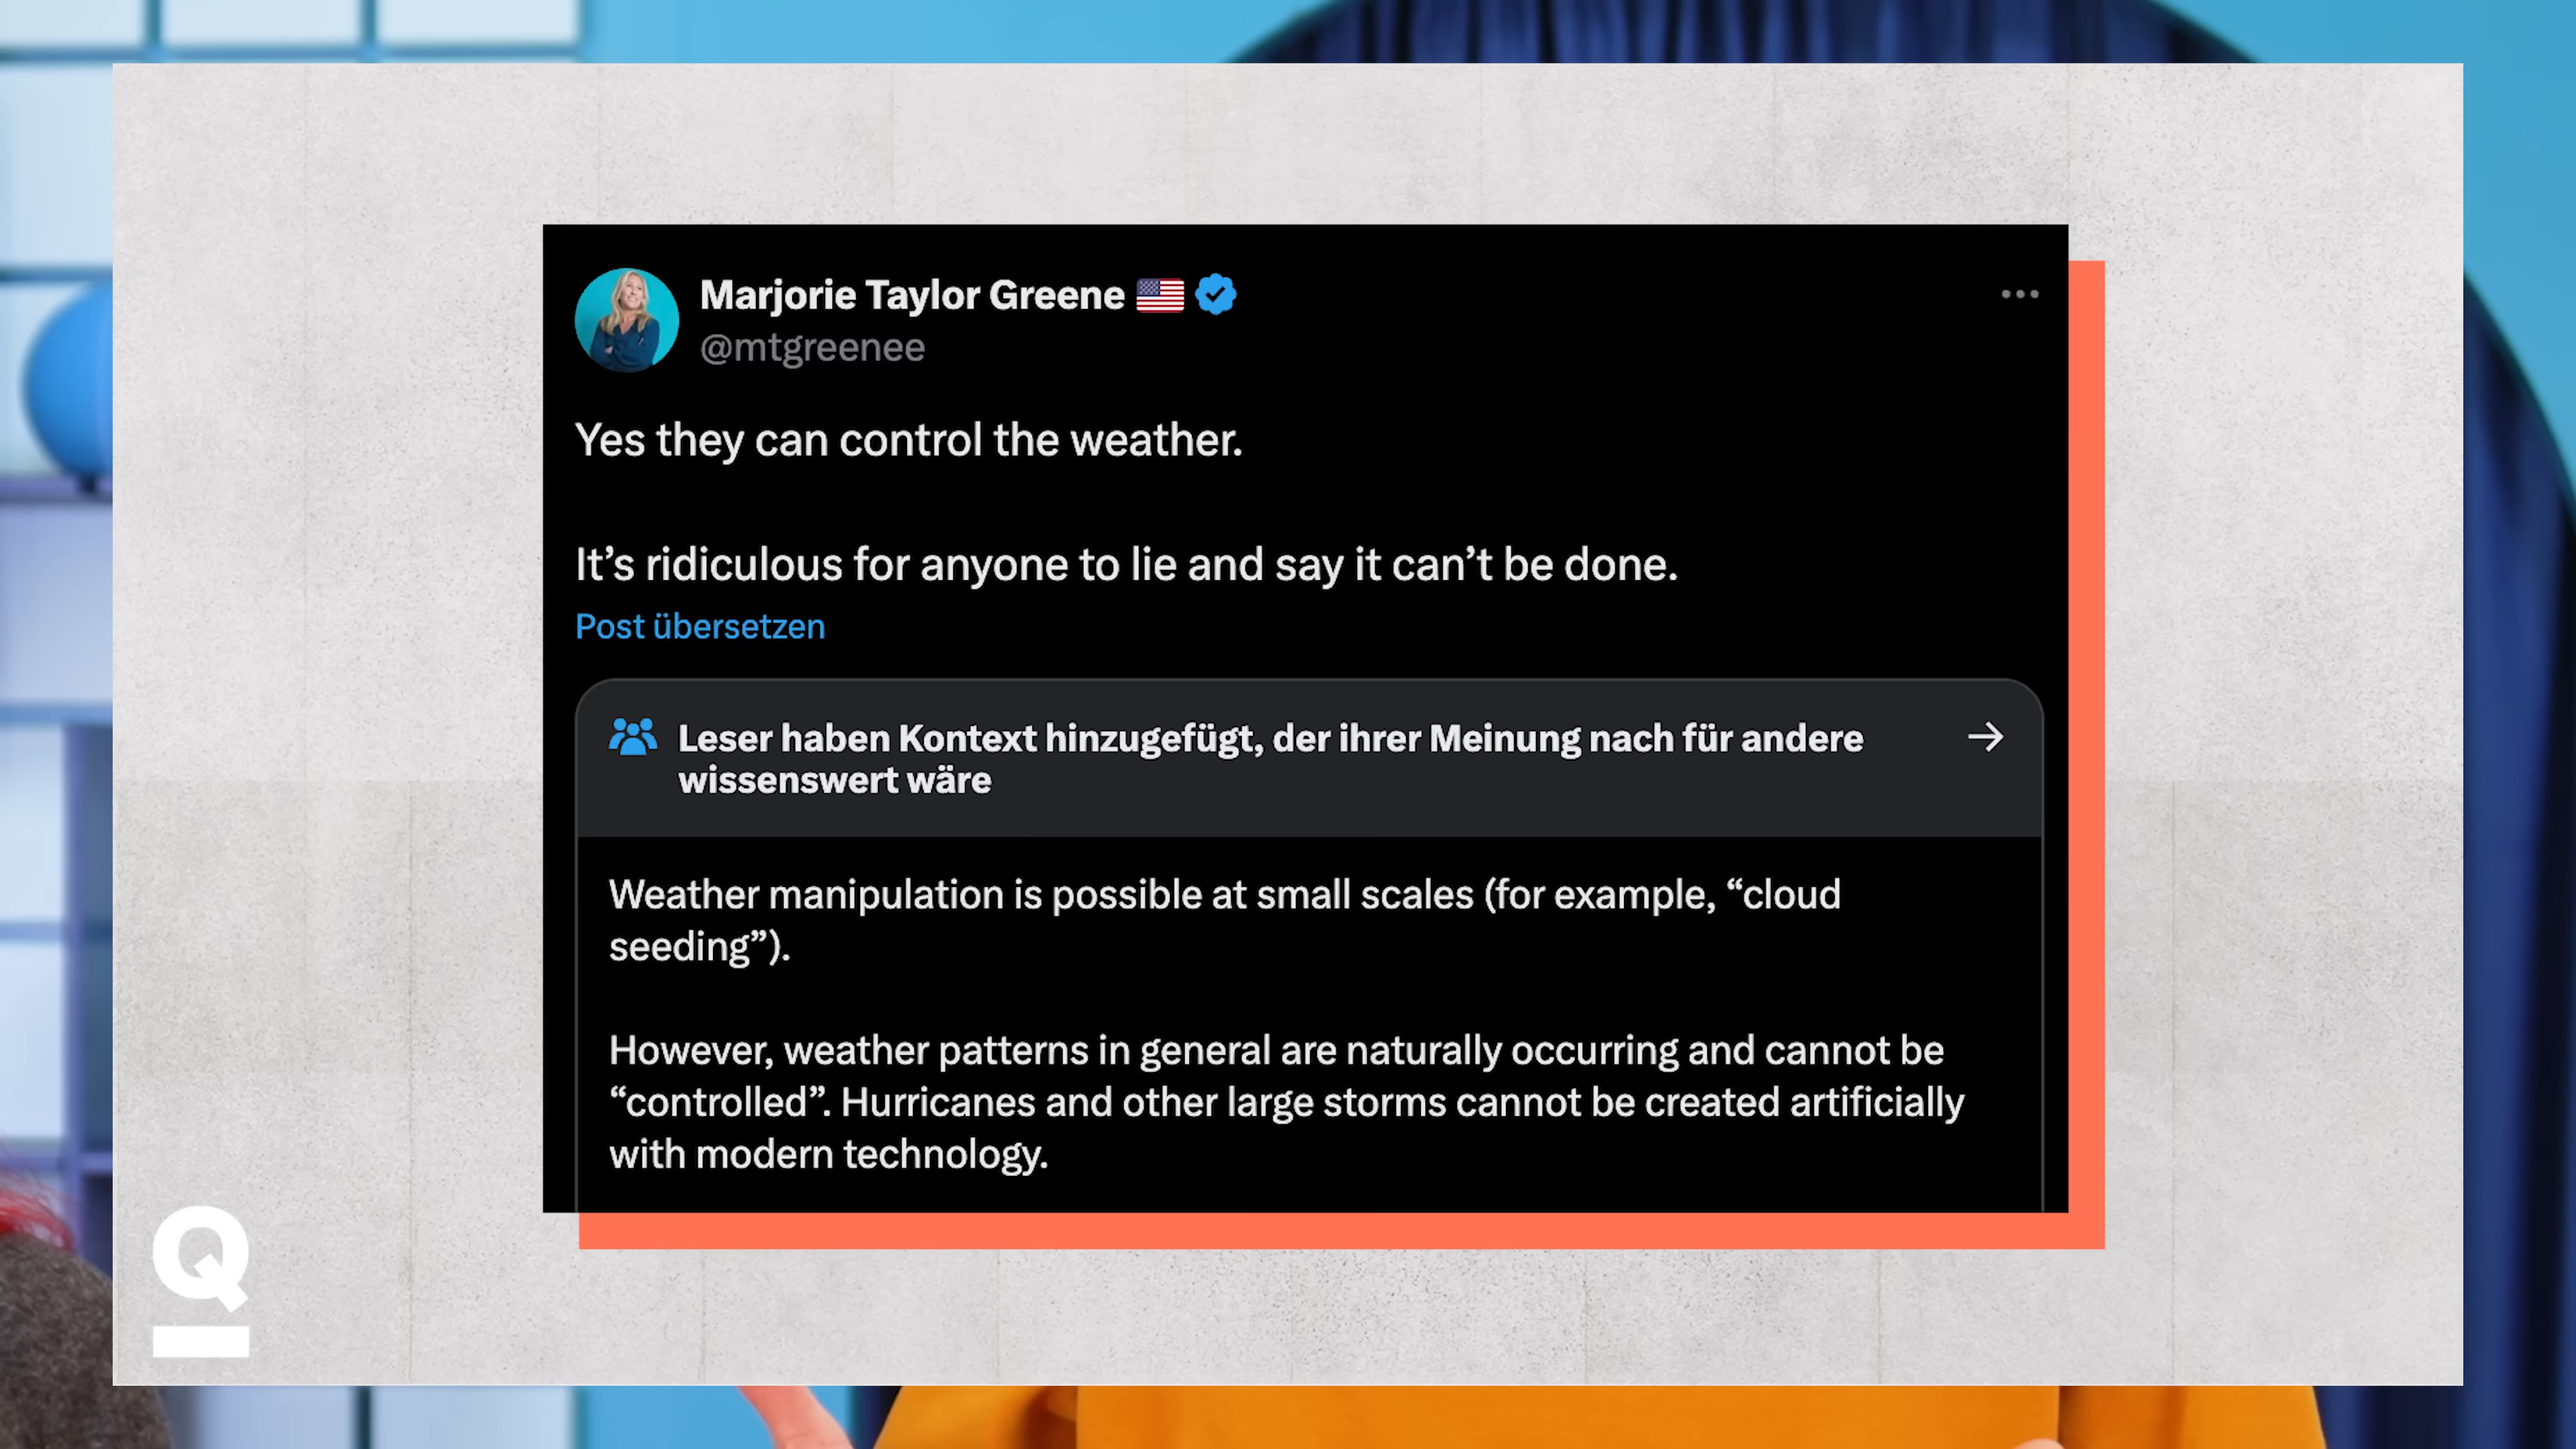 Marjorie Taylor Greene
@mtgreenee
Yes they can control the weather.
It’s ridiculous for anyone to lie and say it can’t be done.
Post übersetzen
Leser haben Kontext hinzugefügt, der ihrer Meinung nach für andere
wissenswert wäre
Weather manipulation is possible at small scales (for example, “cloud
seeding”).
However, weather patterns in general are naturally occurring and cannot be
“controlled”. Hurricanes and other large storms cannot be created artificially
with modern technology.
Q